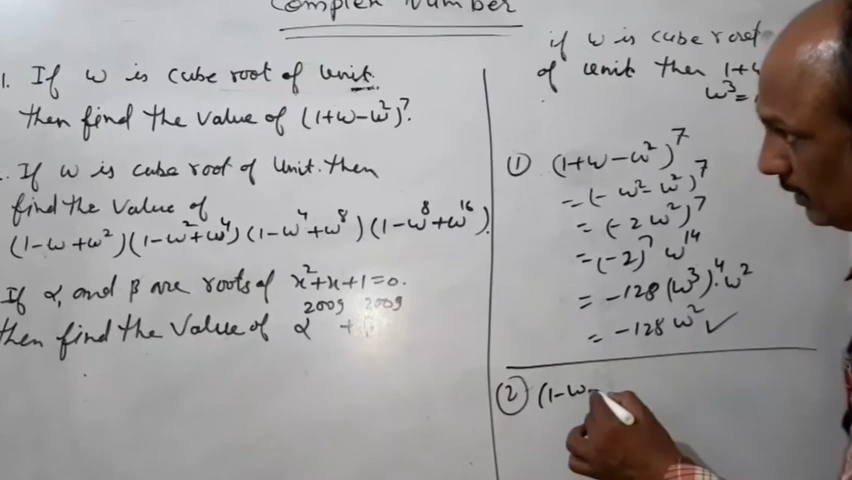 Complex Number
1. If ω is cube root of Unit.
then find the value of (1+ω-ω²)⁷.
. If ω is cube root of Unit. then
find the value of
(1-ω+ω²)(1-ω²+ω⁴)(1-ω⁴+ω⁸)(1-ω⁸+ω¹⁶).
If α, and β are roots of x²+x+1=0.
then find the value of α²⁰⁰⁹ + ²⁰⁰⁹
if ω is cube root
of Unit then 1+
ω³=
① (1+ω-ω²)⁷
=(-ω²-ω²)⁷
=(-2ω²)⁷
=(-2)⁷ ω¹⁴
= -128(ω³)⁴.ω²
= -128ω² ✓
② (1-ω